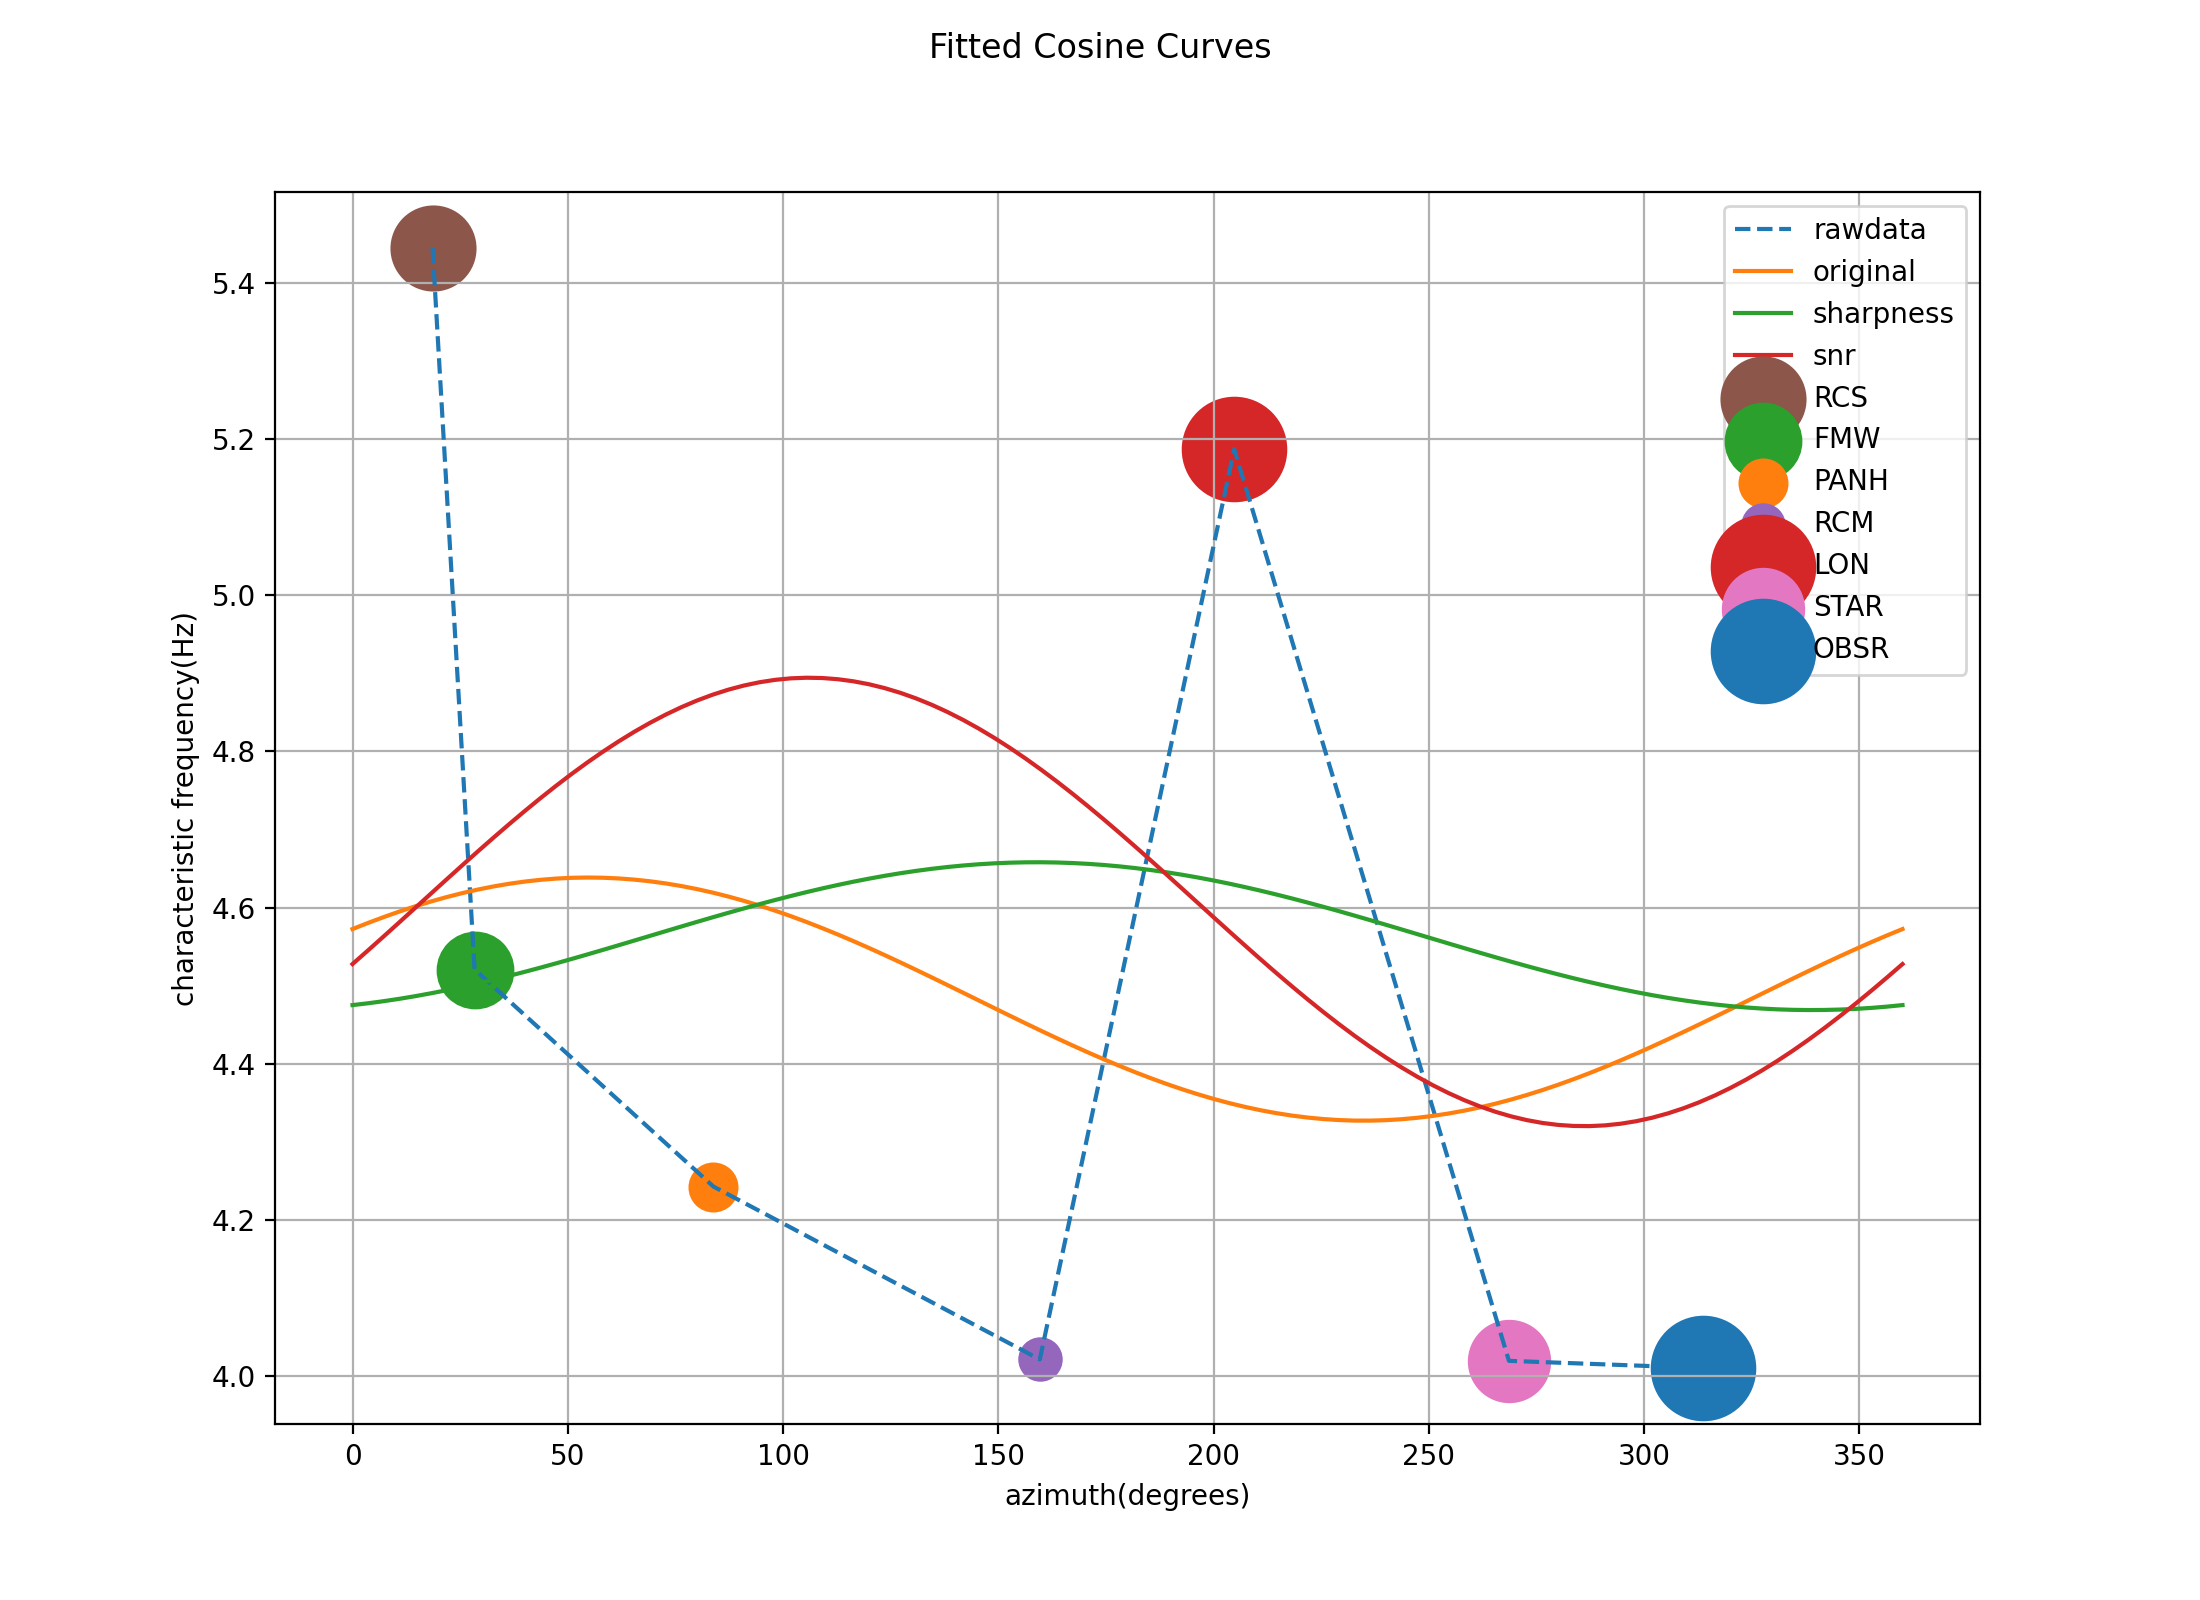 Fitted Cosine Curves
rawdata
original
sharpness
snr
RCS
FMW
PANH
RCM
LON
STAR
OBSR
characteristic frequency(Hz)
5.4
5.2
5.0
4.8
4.6
4.4
4.2
4.0
0 50 100 150 200 250 300 350
azimuth(degrees)